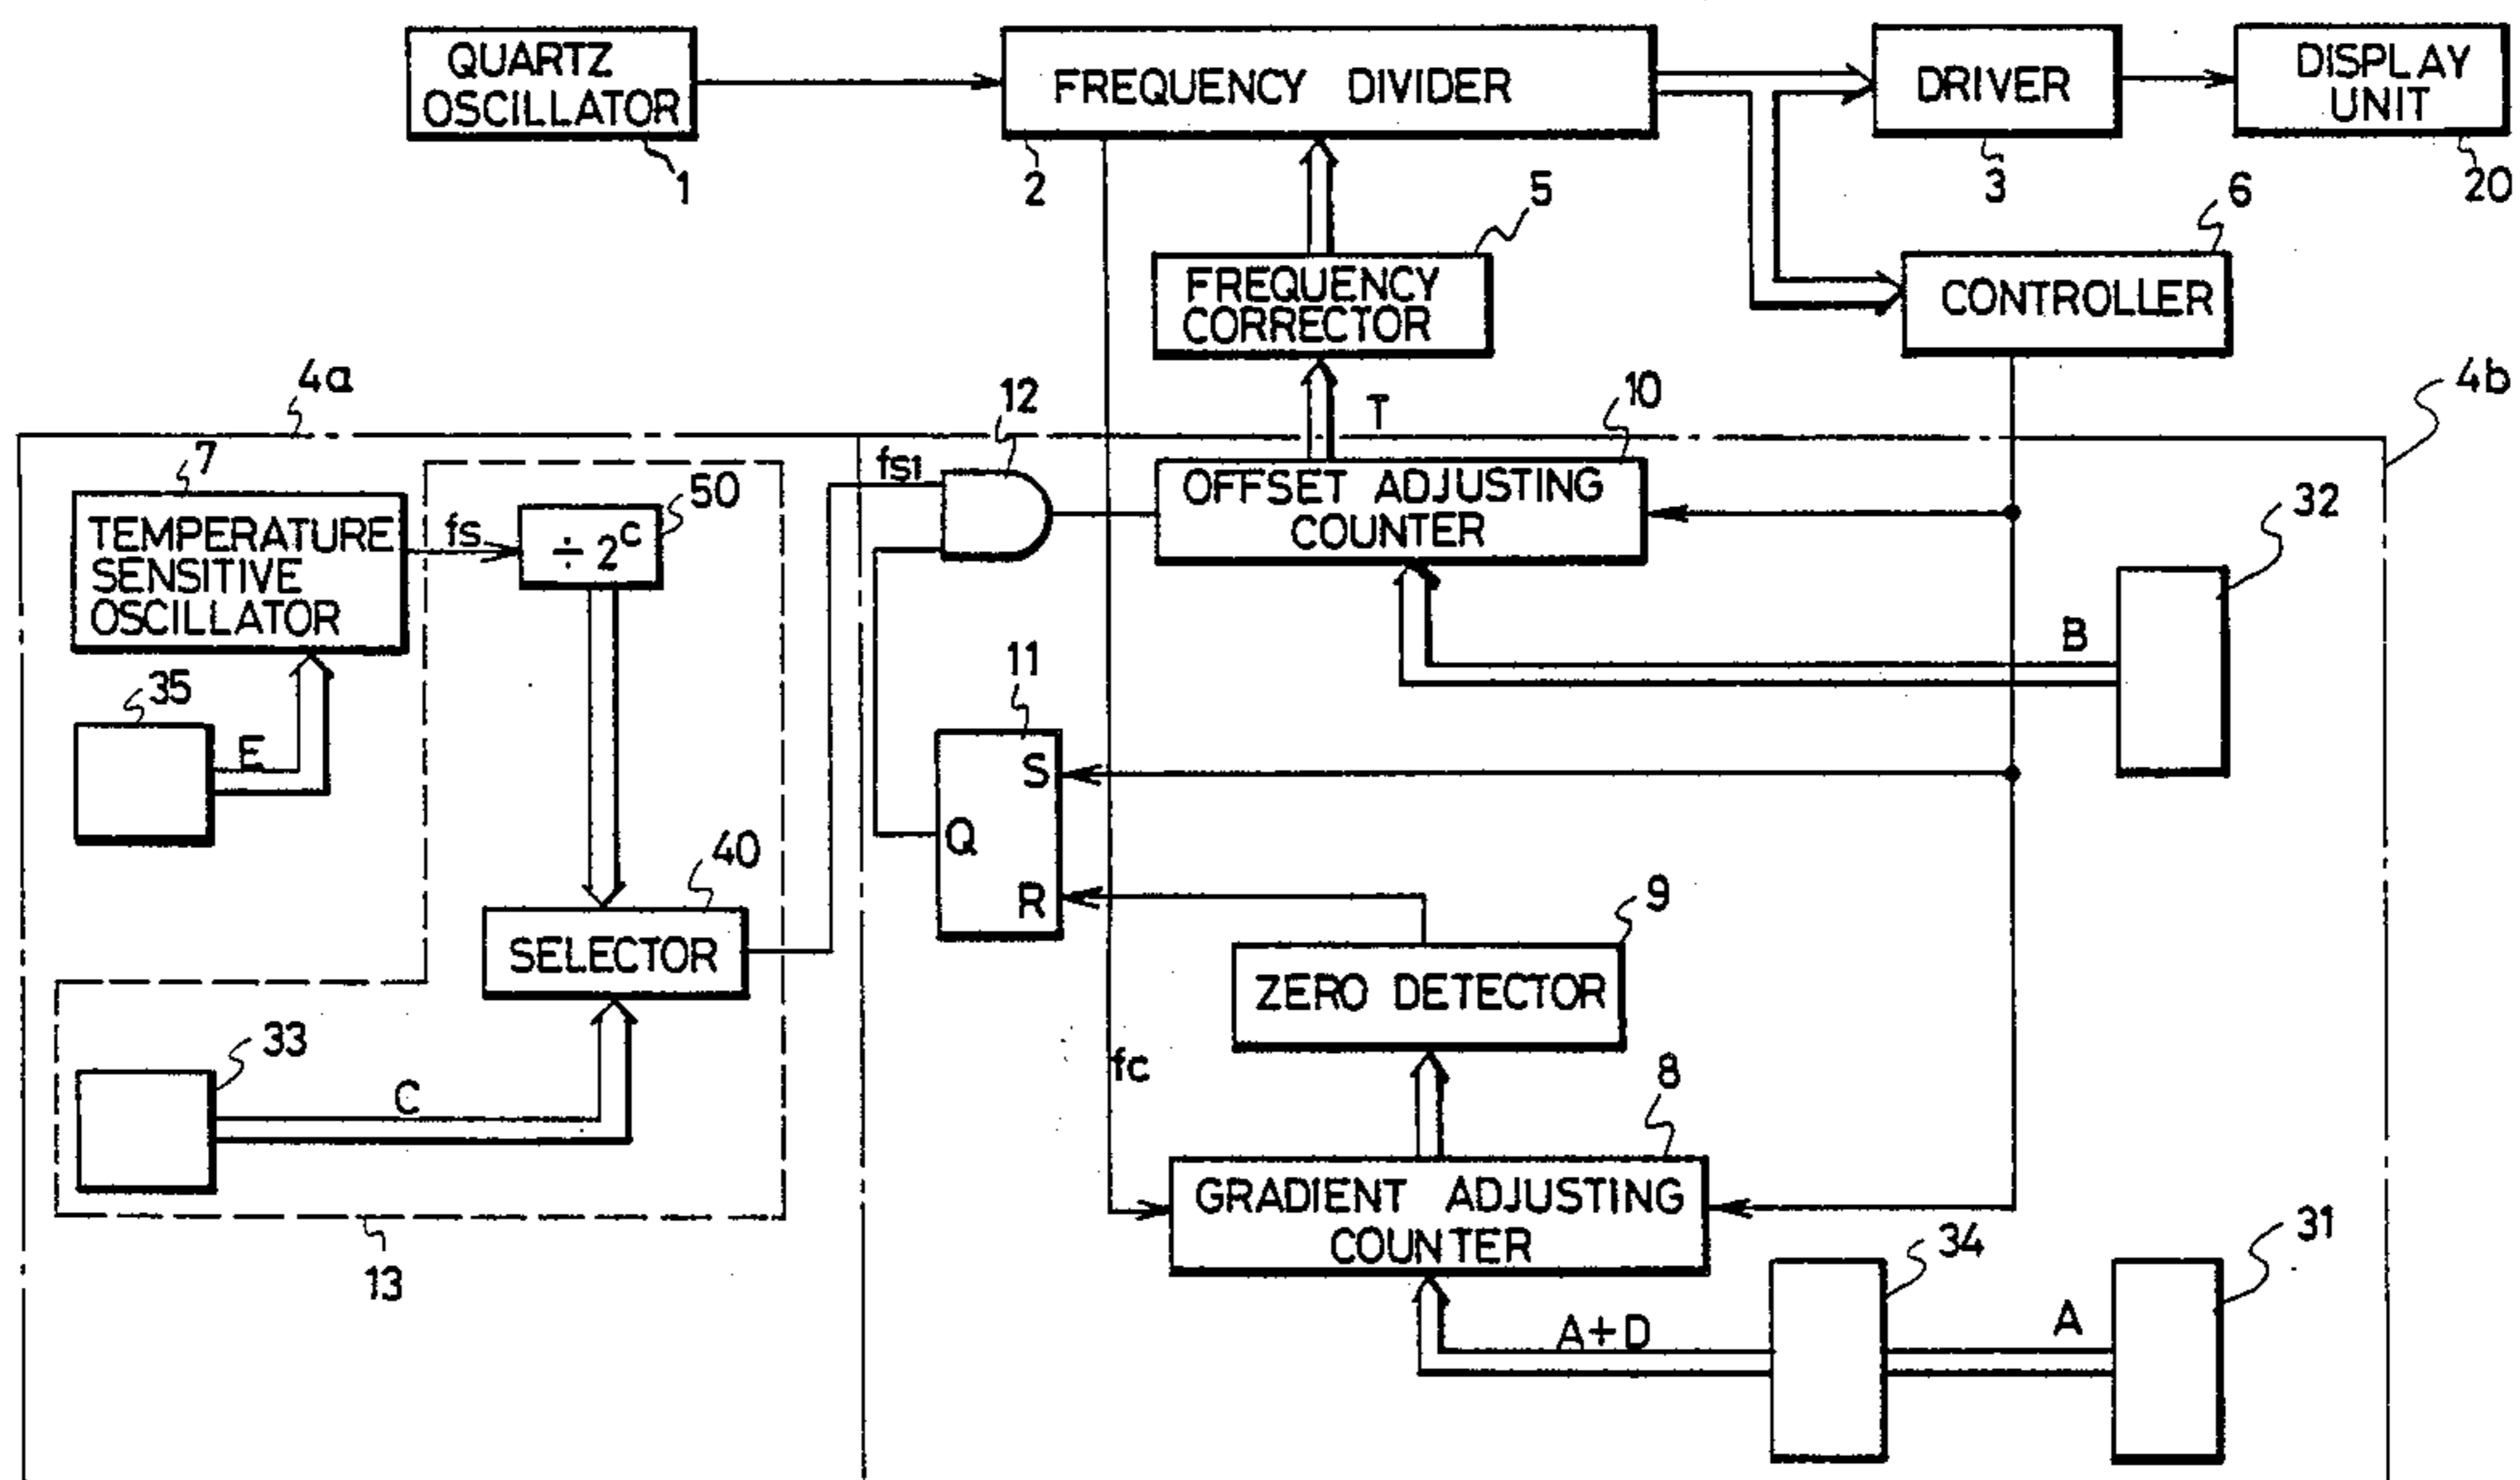 QUARTZ
OSCILLATOR
1
FREQUENCY DIVIDER
2
DRIVER
3
DISPLAY
UNIT
20
5
FREQUENCY
CORRECTOR
6
CONTROLLER
4a
12
T
10
4b
7
TEMPERATURE
SENSITIVE
OSCILLATOR
fs
50
÷ 2^c
fs1
OFFSET ADJUSTING
COUNTER
32
B
35
E
11
S
Q
R
40
SELECTOR
9
ZERO DETECTOR
33
C
fc
8
GRADIENT ADJUSTING
COUNTER
13
34
31
A+D
A